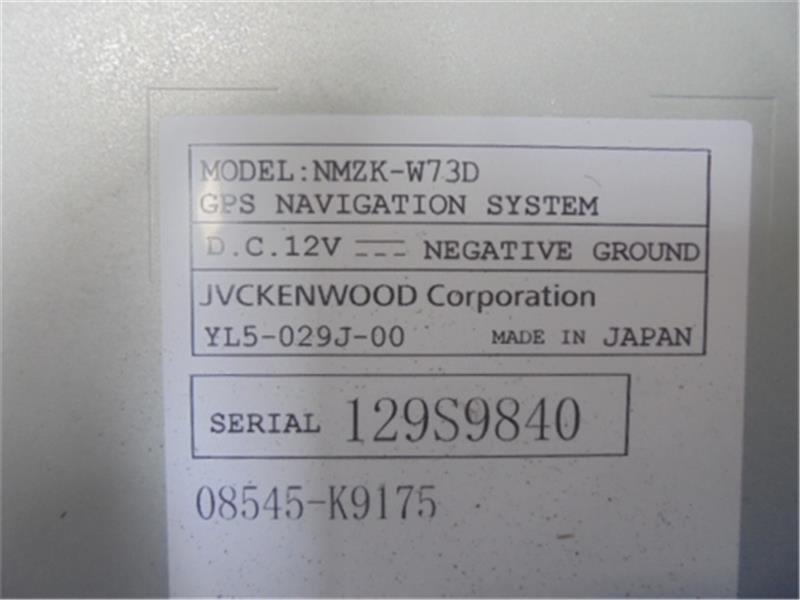 MODEL:NMZK-W73D
GPS NAVIGATION SYSTEM
D.C.12V ⎓ NEGATIVE GROUND
JVCKENWOOD Corporation
YL5-029J-00 MADE IN JAPAN
SERIAL 129S9840
08545-K9175